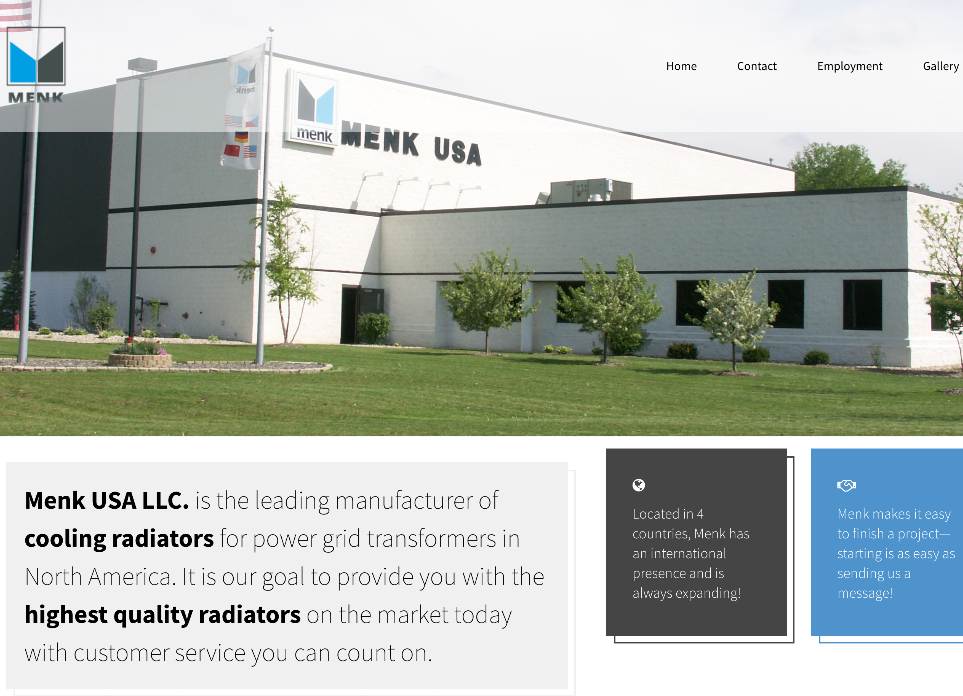 MENK
Home Contact Employment Gallery
menk
MENK USA
Menk USA LLC. is the leading manufacturer of
cooling radiators for power grid transformers in
North America. It is our goal to provide you with the
highest quality radiators on the market today
with customer service you can count on.
Located in 4
countries, Menk has
an international
presence and is
always expanding!
Menk makes it easy
to finish a project—
starting is as easy as
sending us a
message!